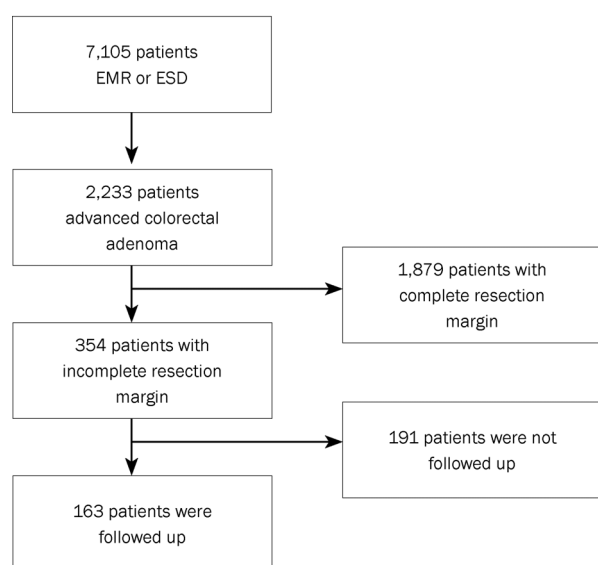 7,105 patients
EMR or ESD
2,233 patients
advanced colorectal
adenoma
1,879 patients with
complete resection
margin
354 patients with
incomplete resection
margin
191 patients were not
followed up
163 patients were
followed up